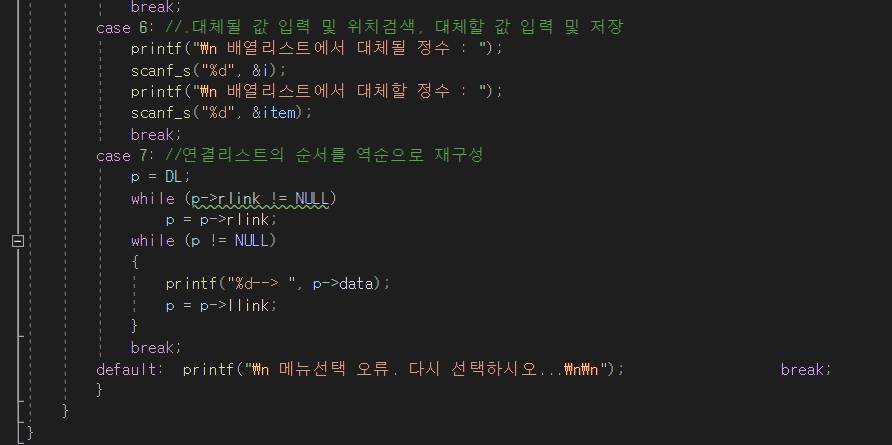 break;
case 6: //.대체될 값 입력 및 위치검색, 대체할 값 입력 및 저장
printf("₩n 배열리스트에서 대체될 정수 : ");
scanf_s("%d", &i);
printf("₩n 배열리스트에서 대체할 정수 : ");
scanf_s("%d", &item);
break;
case 7: //연결리스트의 순서를 역순으로 재구성
p = DL;
while (p->rlink != NULL)
p = p->rlink;
while (p != NULL)
{
printf("%d--> ", p->data);
p = p->llink;
}
break;
default: printf("₩n 메뉴선택 오류. 다시 선택하시오...₩n₩n"); break;
}
}
}